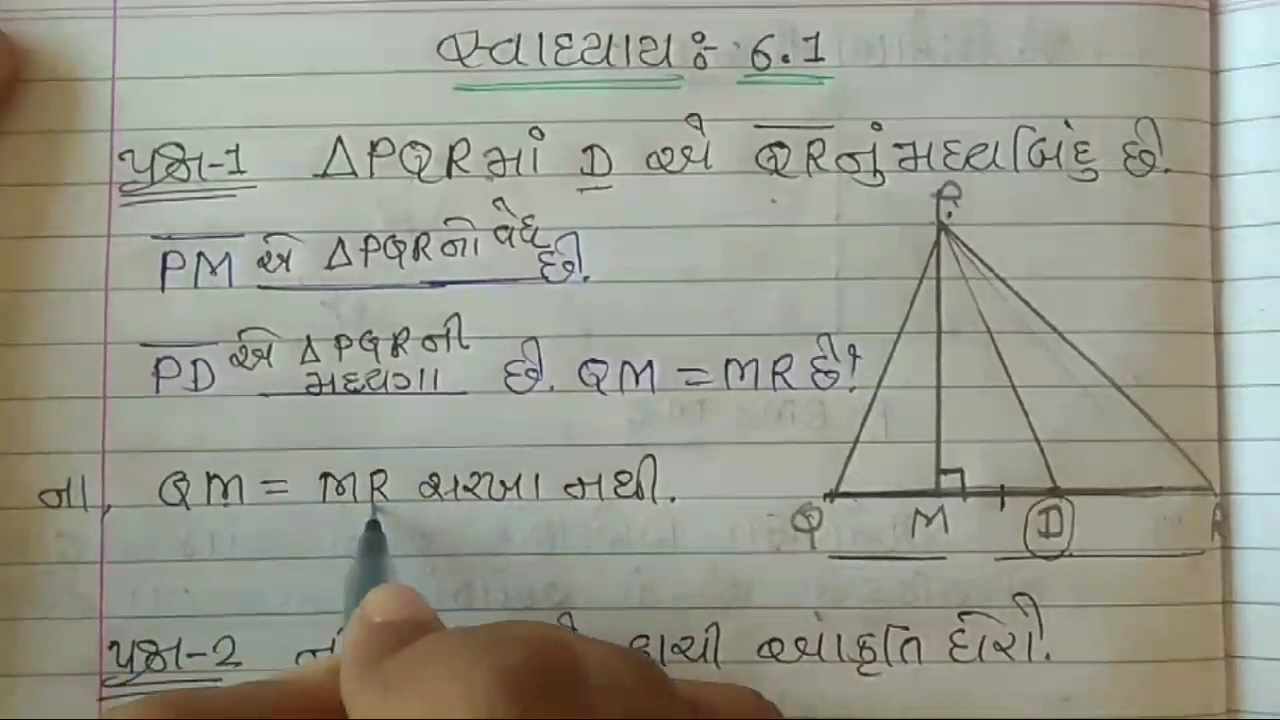 સ્વાધ્યાય : 6.1
પ્રશ્ન-1 ΔPQRમાં D એ QRનું મધ્યબિંદુ છે.
PM એ ΔPQRનો વેધ છે.
PD એ ΔPQRની મધ્યગા છે. QM = MR છે?
ના, QM = MR સરખા નથી.
P
Q M D R
પ્રશ્ન-2 કાચી આકૃતિ દોરો.